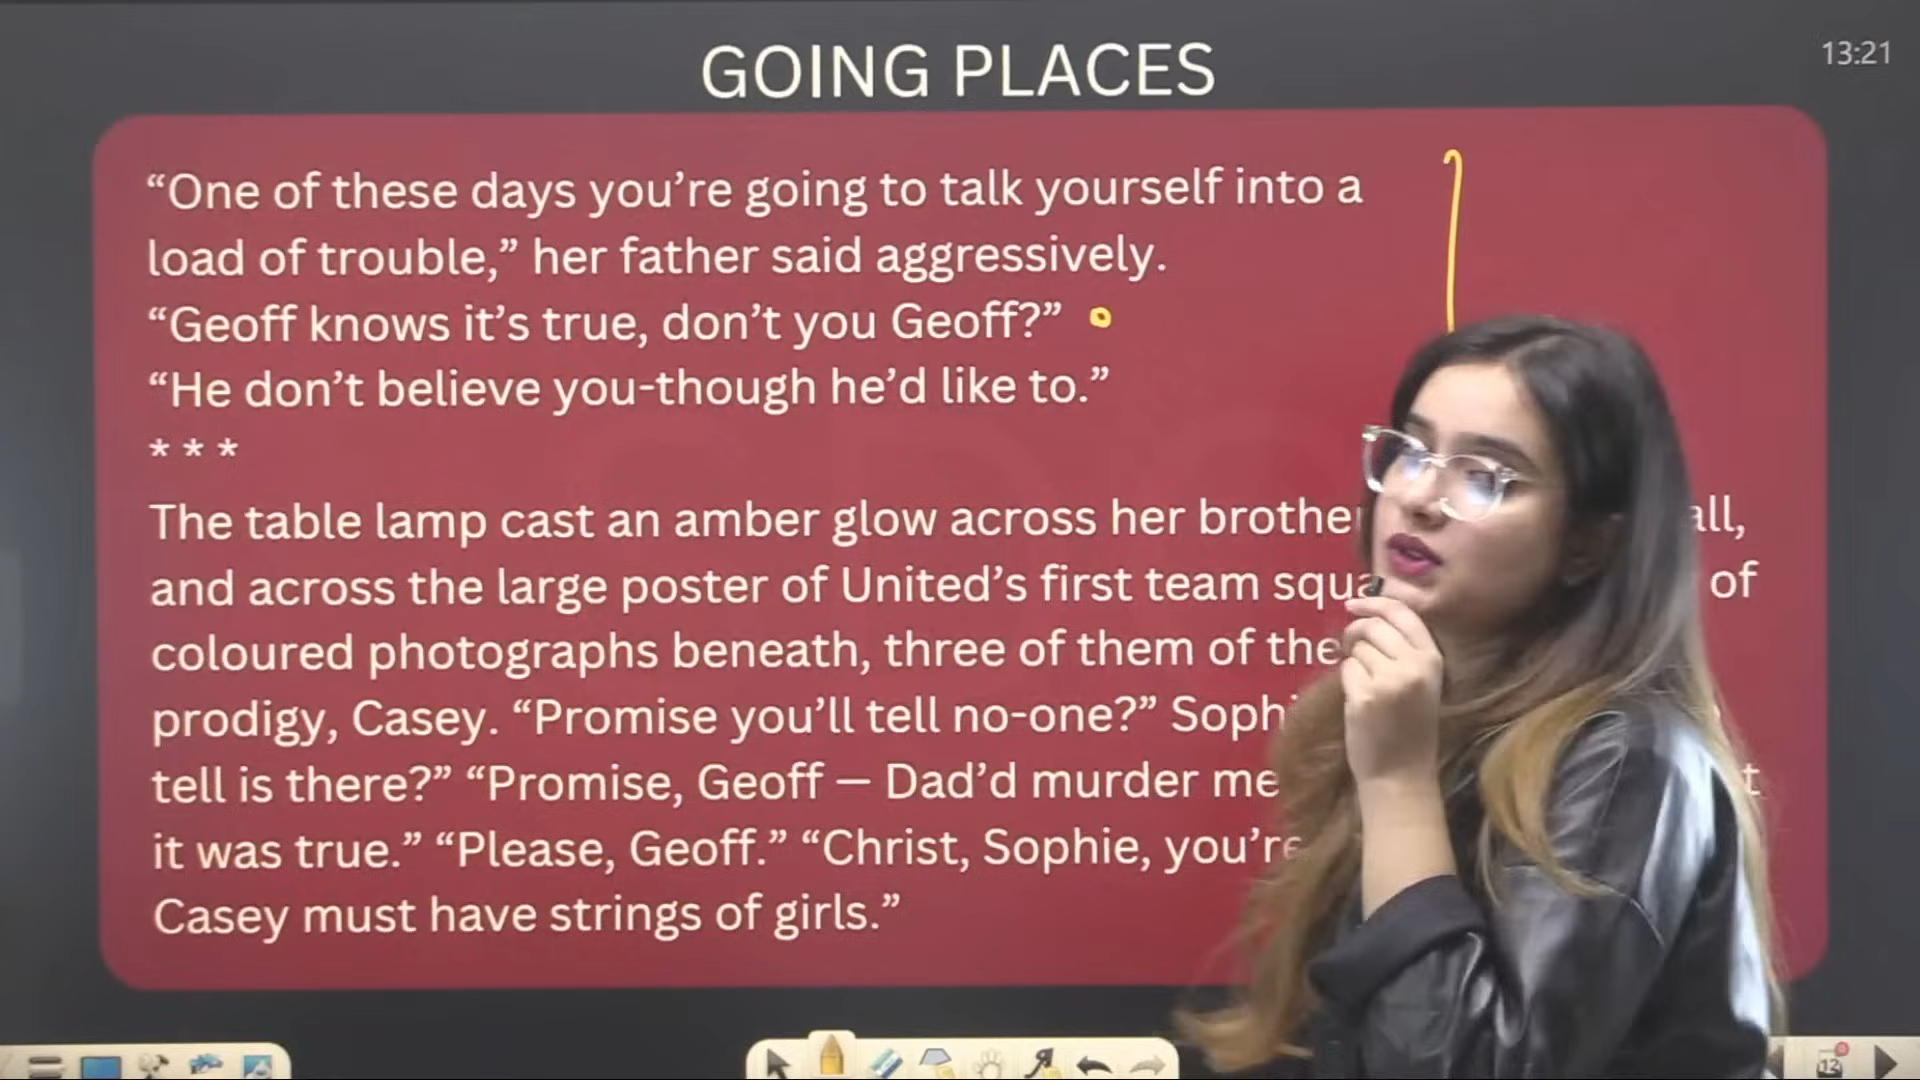 GOING PLACES
13:21
“One of these days you’re going to talk yourself into a
load of trouble,” her father said aggressively.
“Geoff knows it’s true, don’t you Geoff?”
“He don’t believe you-though he’d like to.”
* * *
The table lamp cast an amber glow across her all,
and across the large poster of United’s first team of
coloured photographs beneath, three of them of the
prodigy, Casey. “Promise you’ll tell no-one?”
tell is there?” “Promise, Geoff — Dad’d murder me
it was true.” “Please, Geoff.” “Christ, Sophie, you’re
Casey must have strings of girls.”
12